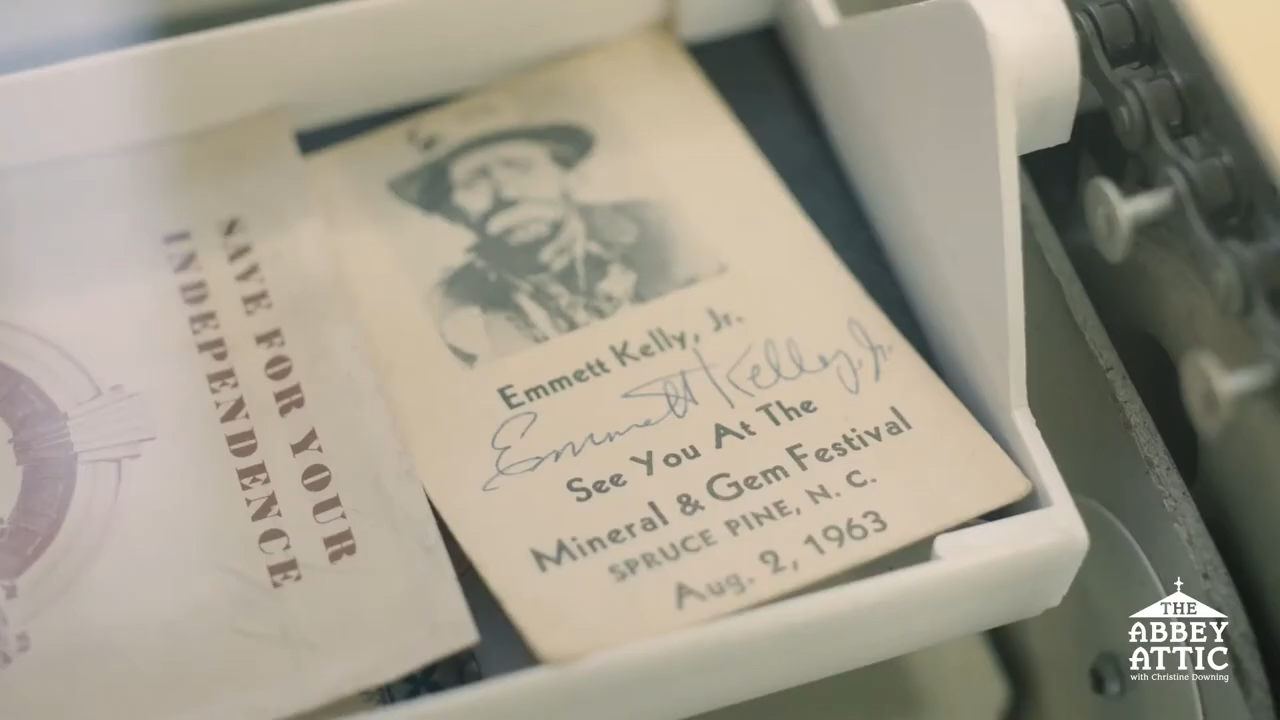 SAVE FOR YOUR
INDEPENDENCE
Emmett Kelly, Jr.
Emmett Kelly, Jr.
See You At The
Mineral & Gem Festival
SPRUCE PINE, N. C.
Aug. 2, 1963
THE
ABBEY
ATTIC
with Christine Downing